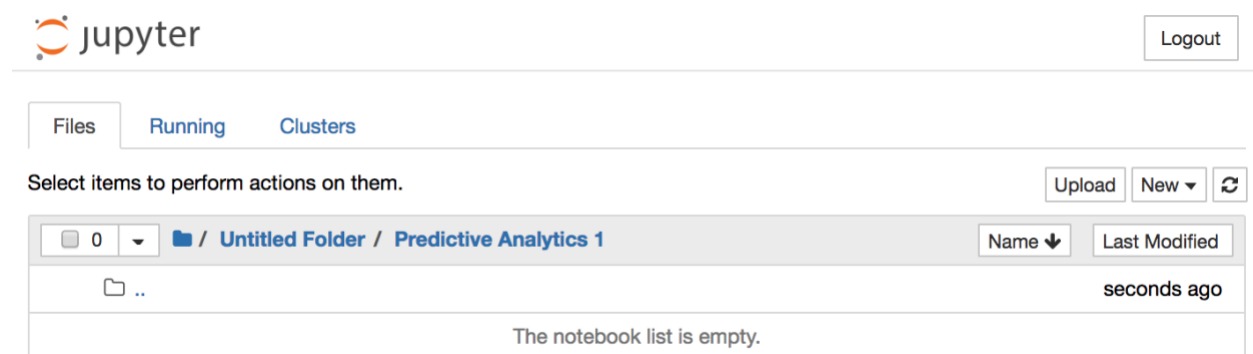 jupyter
Logout
Files Running Clusters
Select items to perform actions on them.
Upload New
0 / Untitled Folder / Predictive Analytics 1 Name Last Modified
.. seconds ago
The notebook list is empty.